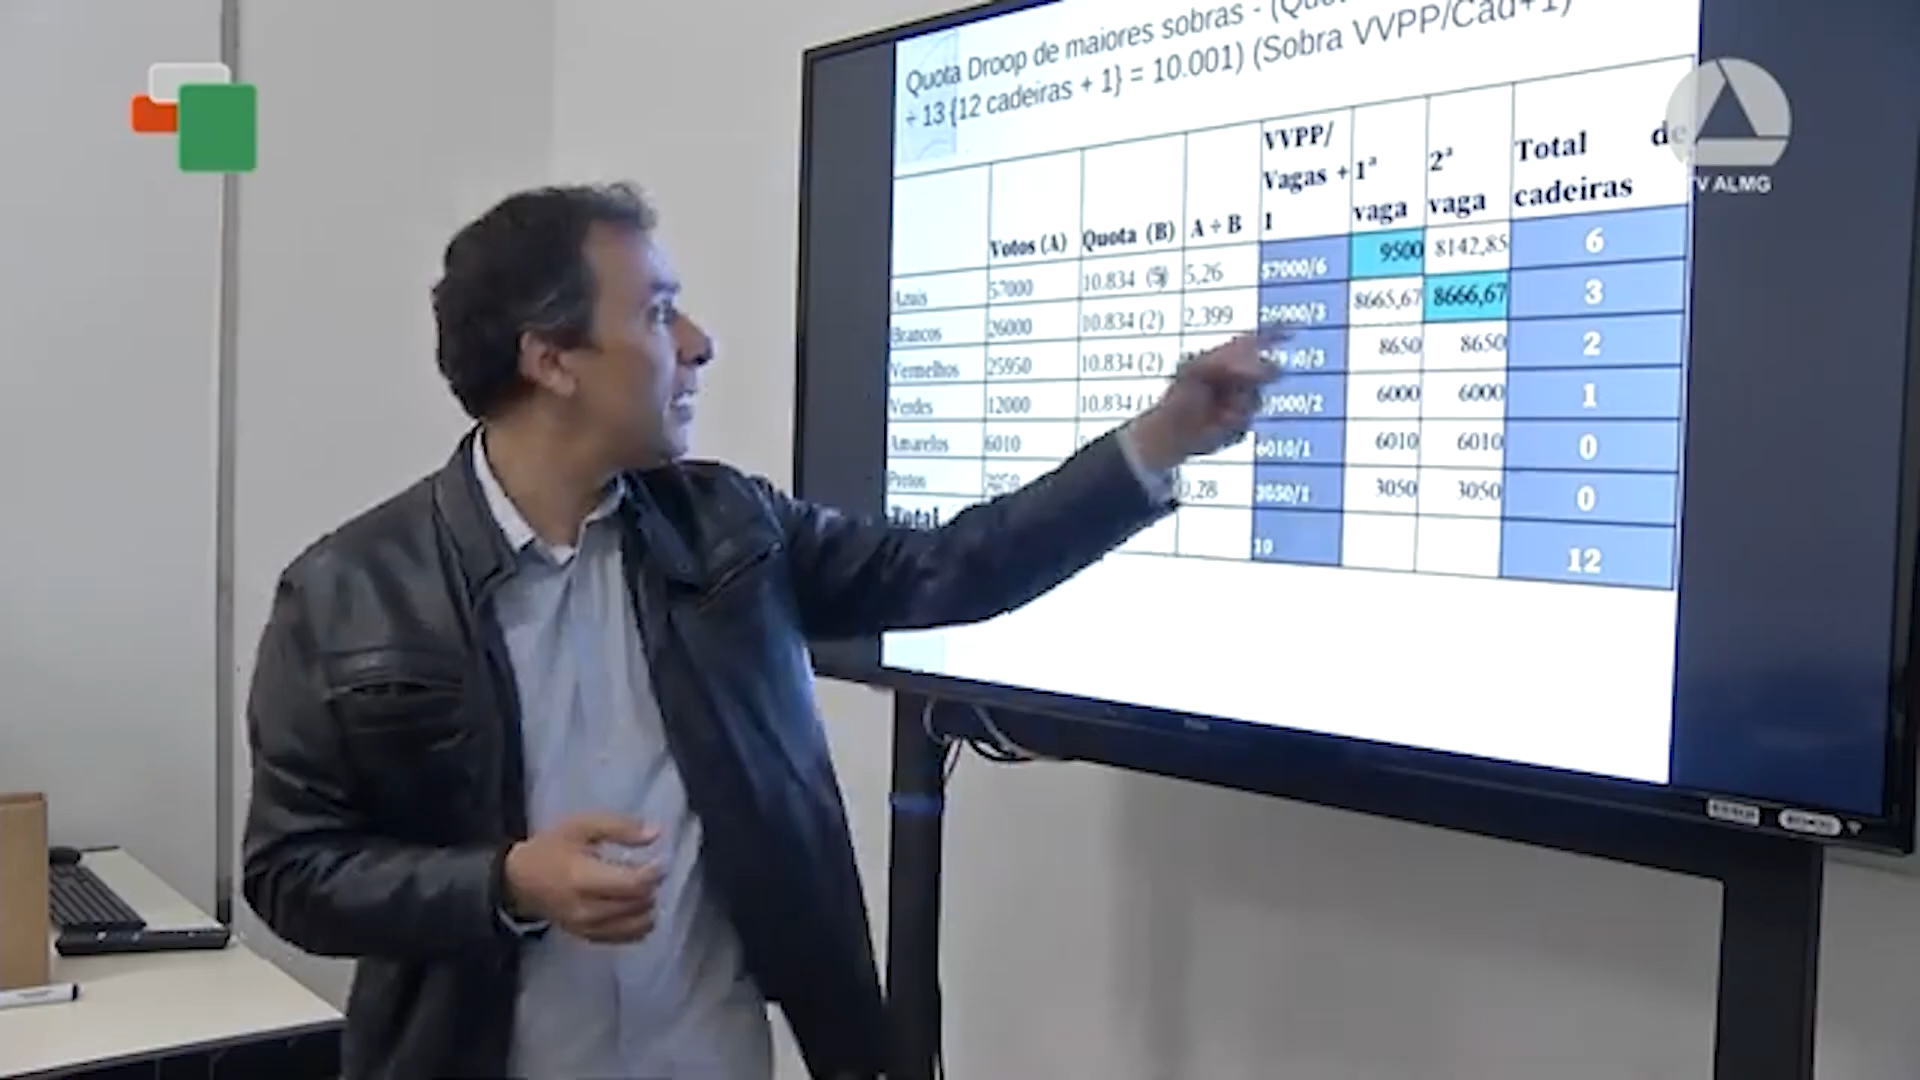 Quota Droop de maiores sobras - (Quo
÷ 13 {12 cadeiras + 1} = 10.001) (Sobra VVPP/Cad+1)
Votos (A) Quota (B) A ÷ B VVPP/ Vagas + 1 1ª vaga 2ª vaga Total de cadeiras
Azuis 57000 10.834 (5) 5,26 57000/6 9500 8142,85 6
Brancos 26000 10.834 (2) 2,399 26000/3 8665,67 8666,67 3
Vermelhos 25950 10.834 (2) 8650 8650 2
Verdes 12000 10.834 6000 6000 1
Amarelos 6010 6010/1 6010 6010 0
Pretos ,28 3050/1 3050 3050 0
Total 10 12
TV ALMG